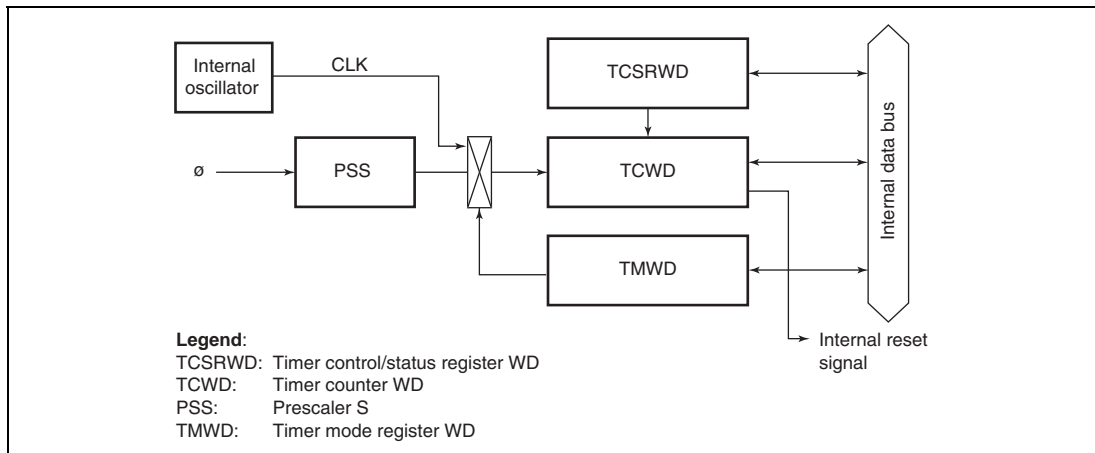 Internal
oscillator
CLK
TCSRWD
ø
PSS
TCWD
TMWD
Internal data bus
Internal reset
signal
Legend:
TCSRWD: Timer control/status register WD
TCWD: Timer counter WD
PSS: Prescaler S
TMWD: Timer mode register WD